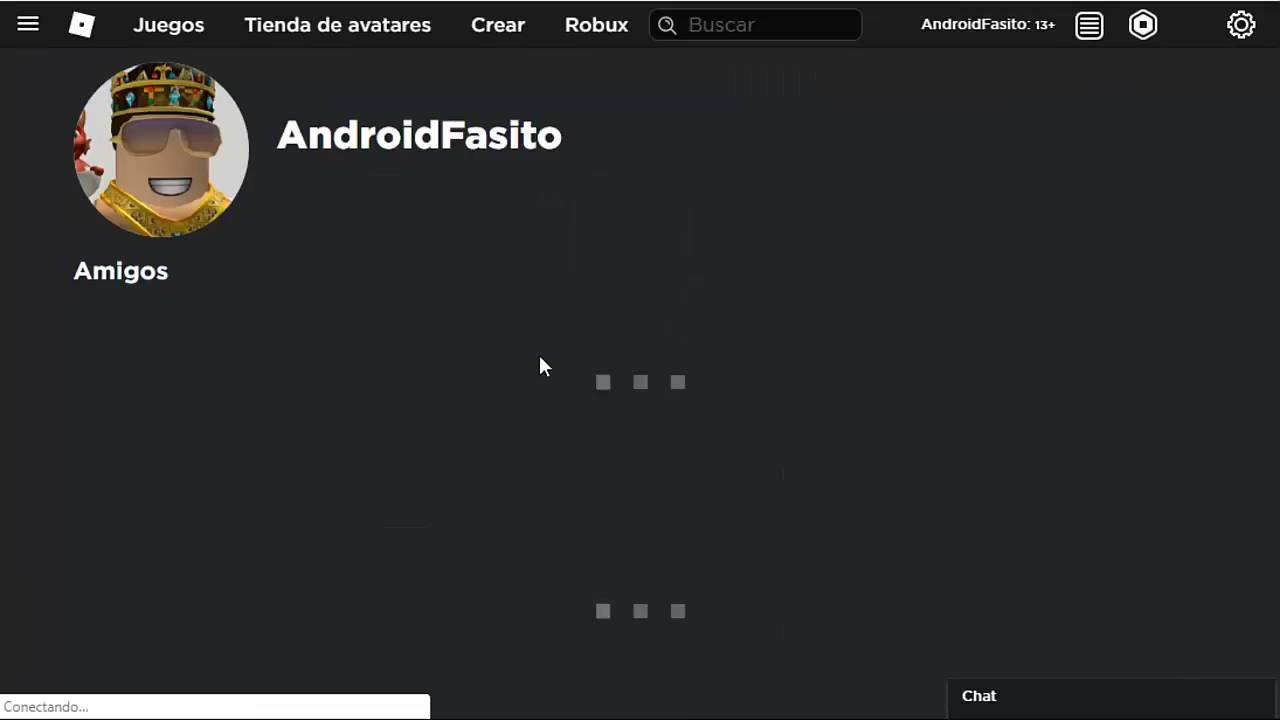 Juegos Tienda de avatares Crear Robux Buscar AndroidFasito: 13+
AndroidFasito
Amigos
Conectando...
Chat